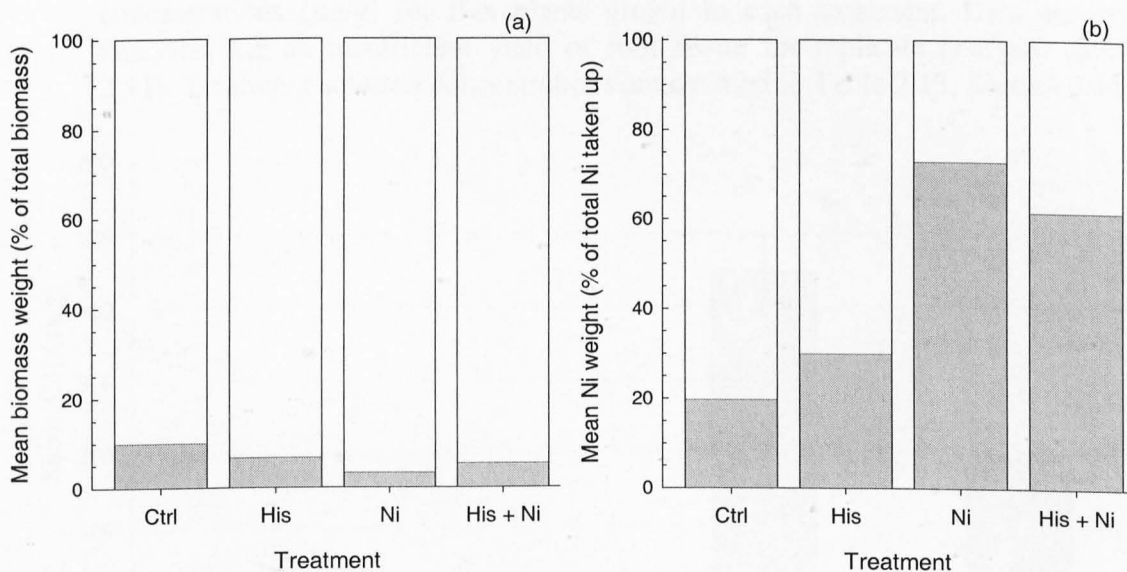 (a)
Mean biomass weight (% of total biomass)
100
80
60
40
20
0
Ctrl His Ni His + Ni
Treatment
(b)
Mean Ni weight (% of total Ni taken up)
100
80
60
40
20
0
Ctrl His Ni His + Ni
Treatment